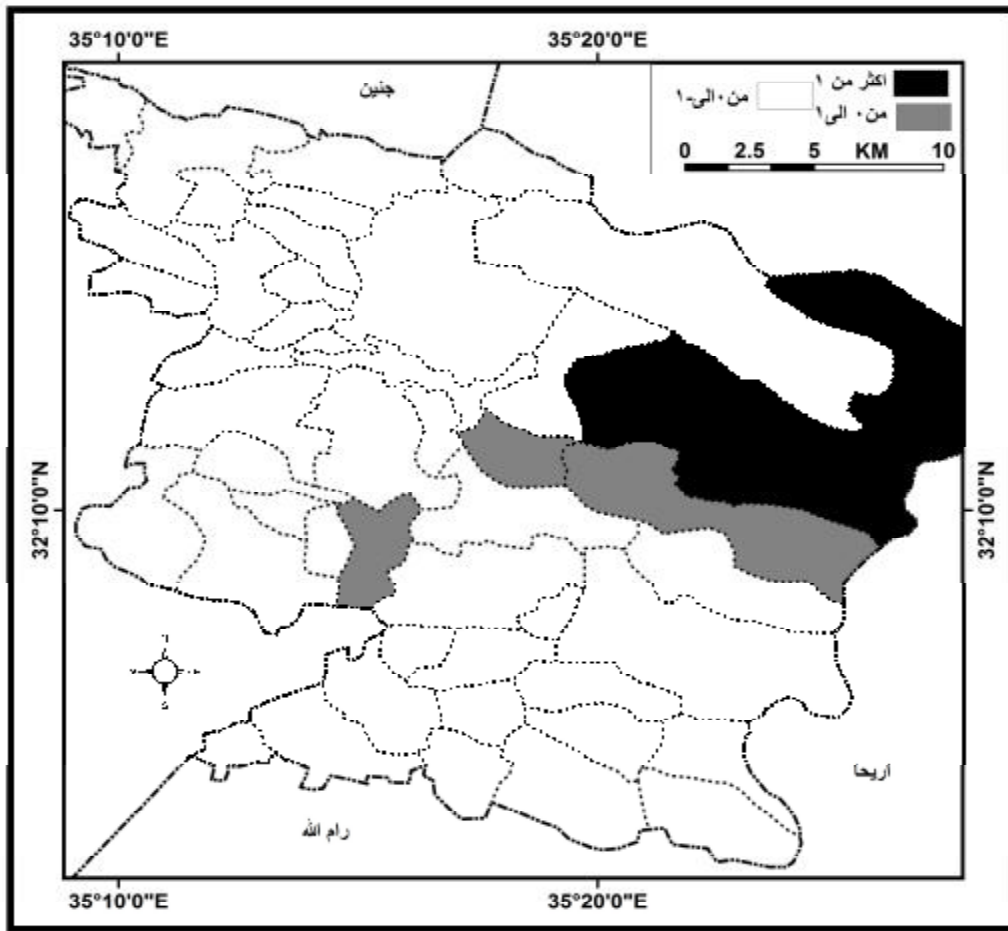 35°10'0"E 35°20'0"E
جنين
اكثر من ١
من ٠ الى ١
من ٠ الى -١
0 2.5 5 KM 10
32°10'0"N 32°10'0"N
S
اريحا
رام الله
35°10'0"E 35°20'0"E